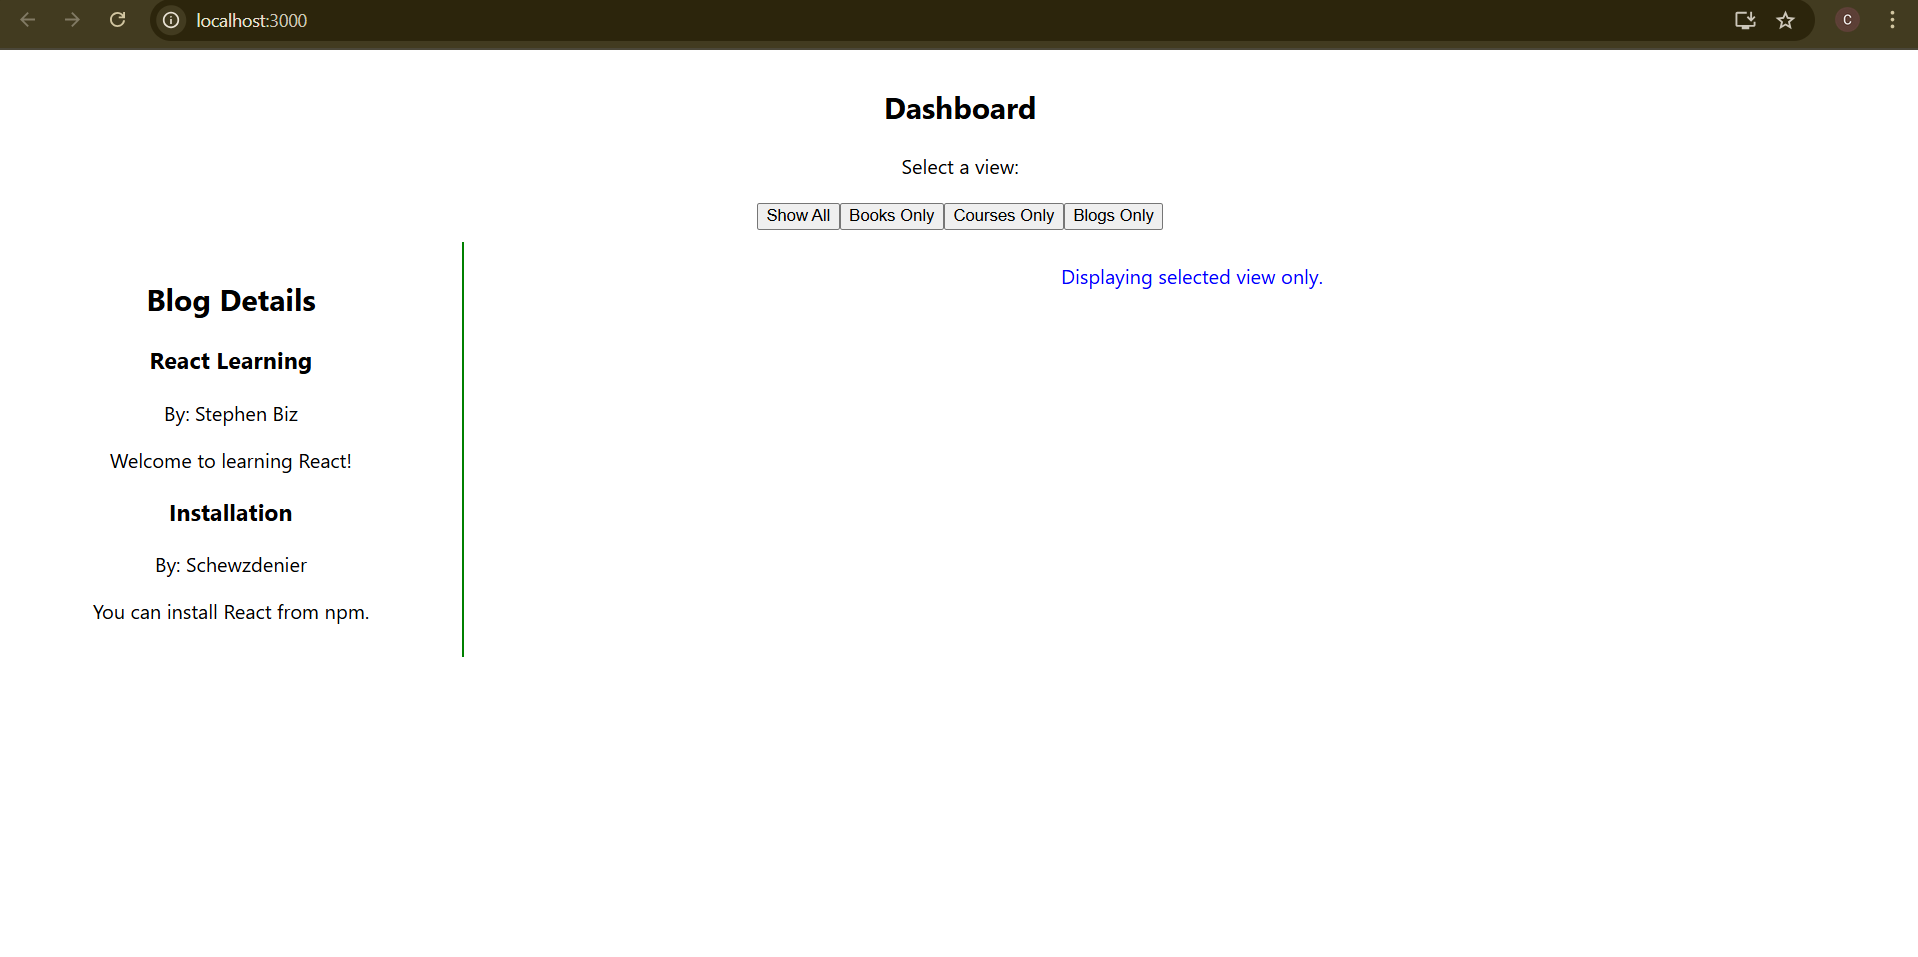 localhost:3000
C
Dashboard
Select a view:
Show All Books Only Courses Only Blogs Only
Displaying selected view only.
Blog Details
React Learning
By: Stephen Biz
Welcome to learning React!
Installation
By: Schewzdenier
You can install React from npm.